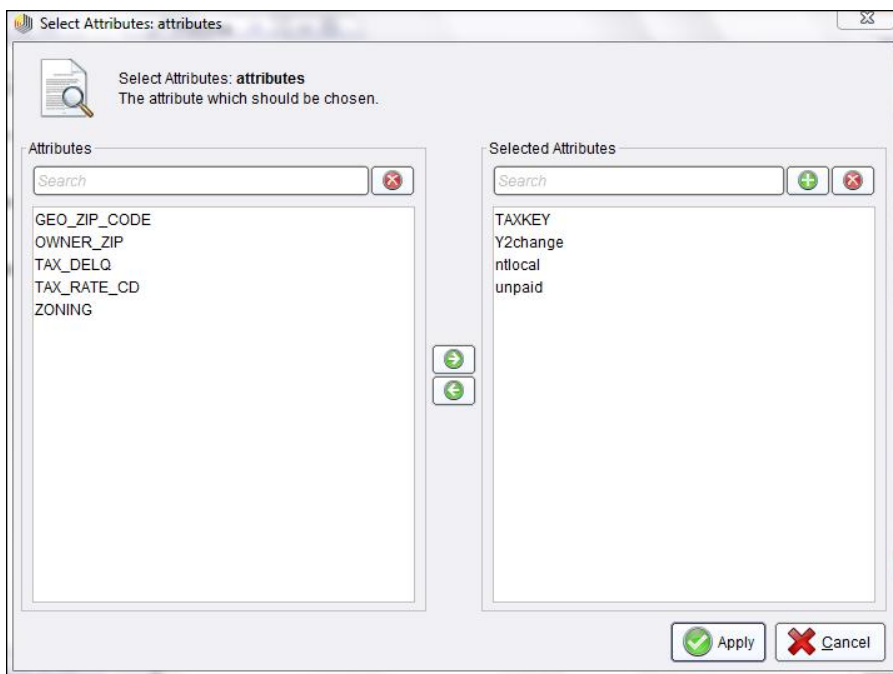 Select Attributes: attributes
Select Attributes: attributes
The attribute which should be chosen.
Attributes
Search
GEO_ZIP_CODE
OWNER_ZIP
TAX_DELQ
TAX_RATE_CD
ZONING
Selected Attributes
Search
TAXKEY
Y2change
ntlocal
unpaid
Apply
Cancel